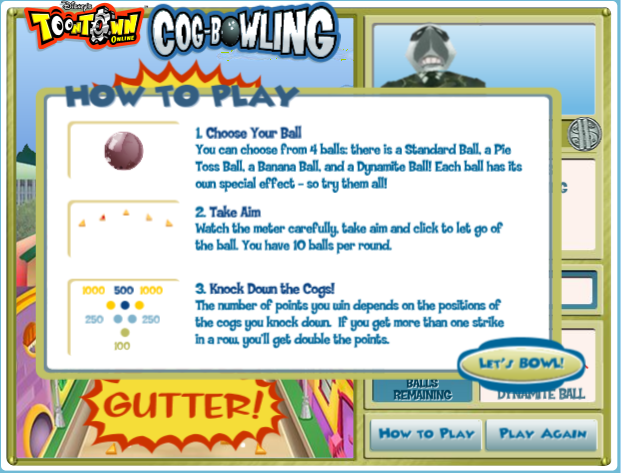 Disney's
TOONTOWN
ONLINE
COG-BOWLING
HOW TO PLAY
1. Choose Your Ball
You can choose from 4 balls: there is a Standard Ball, a Pie
Toss Ball, a Banana Ball, and a Dynamite Ball! Each ball has its
own special effect - so try them all!
2. Take Aim
Watch the meter carefully, take aim and click to let go of
the ball. You have 10 balls per round.
1000 500 1000
250 250
100
3. Knock Down the Cogs!
The number of points you win depends on the positions of
the cogs you knock down. If you get more than one strike
in a row, you'll get double the points.
LET'S BOWL!
GUTTER!
BALLS
REMAINING
DYNAMITE BALL
HOW TO PLAY
PLAY AGAIN